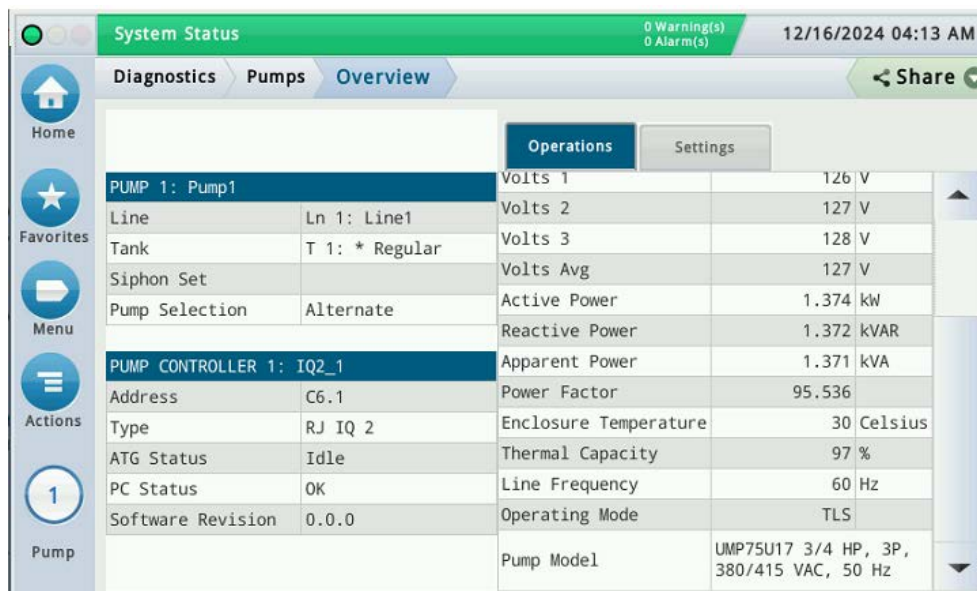 System Status
0 Warning(s)
0 Alarm(s)
12/16/2024 04:13 AM
Diagnostics Pumps Overview
Share
Home
Favorites
Menu
Actions
1
Pump
PUMP 1: Pump1
Line Ln 1: Line1
Tank T 1: * Regular
Siphon Set
Pump Selection Alternate
PUMP CONTROLLER 1: IQ2_1
Address C6.1
Type RJ IQ 2
ATG Status Idle
PC Status OK
Software Revision 0.0.0
Operations Settings
Volts 1 126 V
Volts 2 127 V
Volts 3 128 V
Volts Avg 127 V
Active Power 1.374 kW
Reactive Power 1.372 kVAR
Apparent Power 1.371 kVA
Power Factor 95.536
Enclosure Temperature 30 Celsius
Thermal Capacity 97 %
Line Frequency 60 Hz
Operating Mode TLS
Pump Model UMP75U17 3/4 HP, 3P,
380/415 VAC, 50 Hz